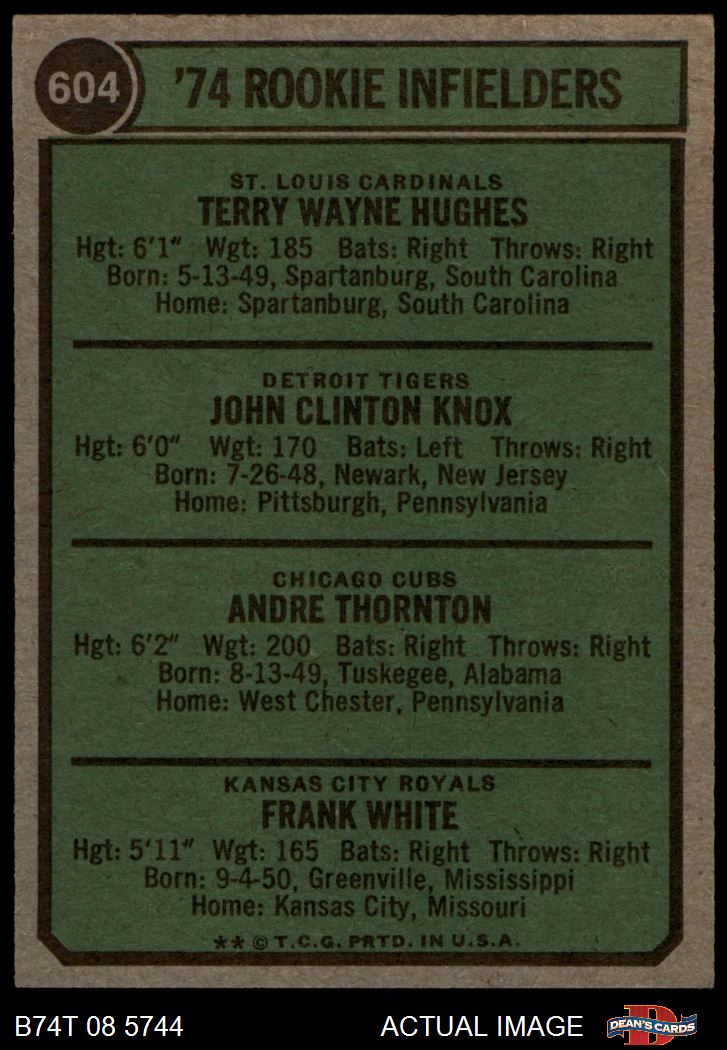 604
'74 ROOKIE INFIELDERS
ST. LOUIS CARDINALS
TERRY WAYNE HUGHES
Hgt: 6'1" Wgt: 185 Bats: Right Throws: Right
Born: 5-13-49, Spartanburg, South Carolina
Home: Spartanburg, South Carolina
DETROIT TIGERS
JOHN CLINTON KNOX
Hgt: 6'0" Wgt: 170 Bats: Left Throws: Right
Born: 7-26-48, Newark, New Jersey
Home: Pittsburgh, Pennsylvania
CHICAGO CUBS
ANDRE THORNTON
Hgt: 6'2" Wgt: 200 Bats: Right Throws: Right
Born: 8-13-49, Tuskegee, Alabama
Home: West Chester, Pennsylvania
KANSAS CITY ROYALS
FRANK WHITE
Hgt: 5'11" Wgt: 165 Bats: Right Throws: Right
Born: 9-4-50, Greenville, Mississippi
Home: Kansas City, Missouri
** © T.C.G. PRTD. IN U.S.A.
B74T 08 5744 ACTUAL IMAGE D DEAN'S CARDS